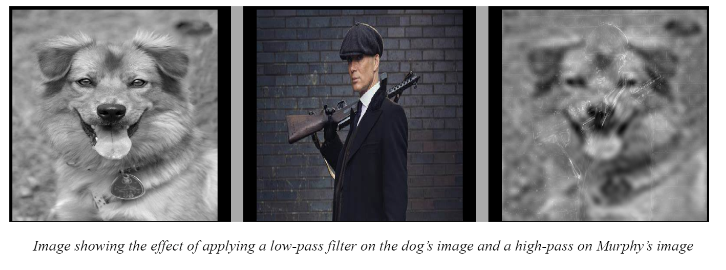 Image showing the effect of applying a low-pass filter on the dog's image and a high-pass on Murphy's image